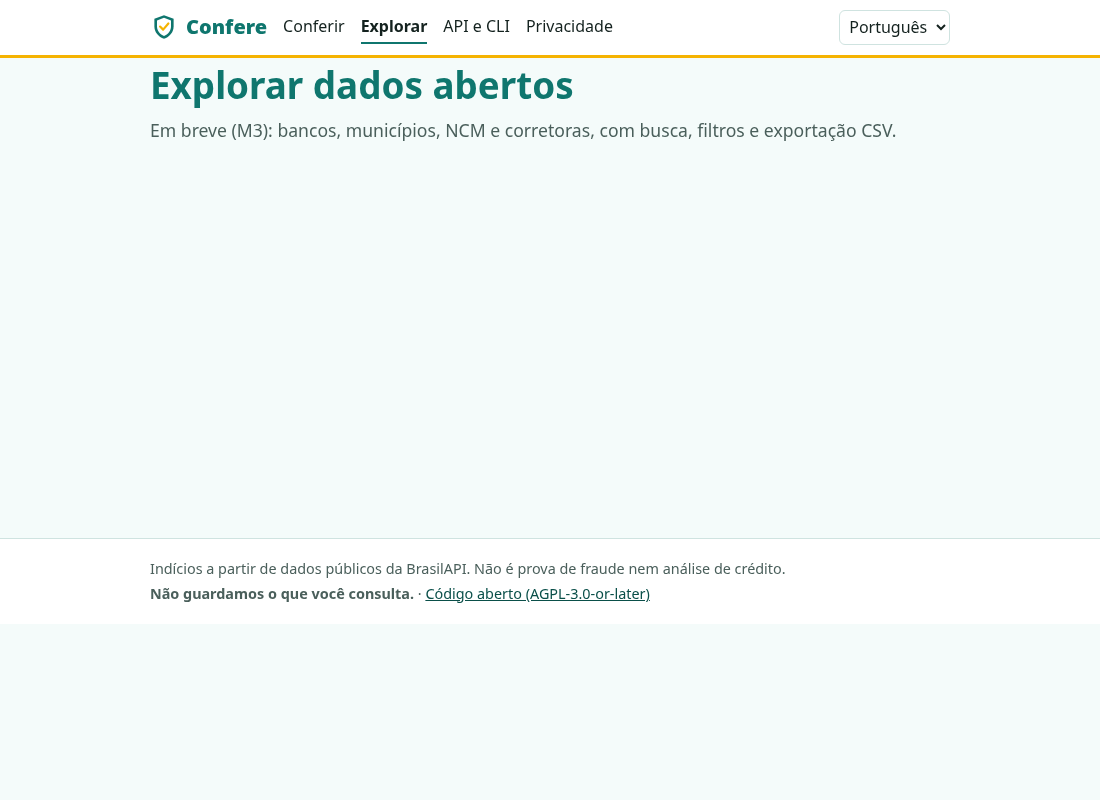 Confere Conferir Explorar API e CLI Privacidade Português
Explorar dados abertos
Em breve (M3): bancos, municípios, NCM e corretoras, com busca, filtros e exportação CSV.
Indícios a partir de dados públicos da BrasilAPI. Não é prova de fraude nem análise de crédito.
Não guardamos o que você consulta. · Código aberto (AGPL-3.0-or-later)